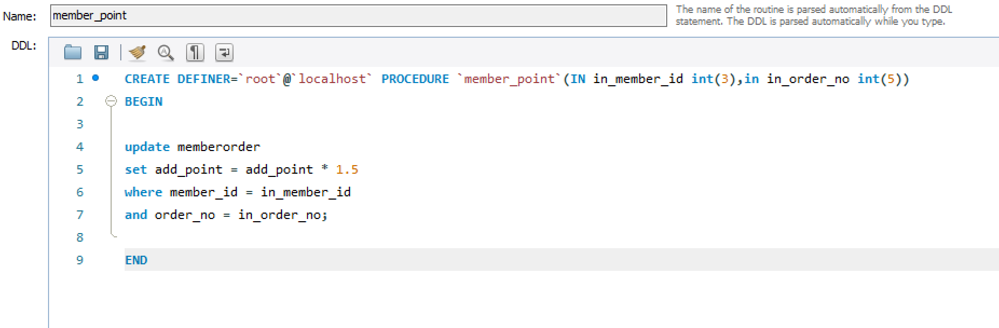 Name: member_point The name of the routine is parsed automatically from the DDL
statement. The DDL is parsed automatically while you type.
DDL:
1 CREATE DEFINER=`root`@`localhost` PROCEDURE `member_point`(IN in_member_id int(3),in in_order_no int(5))
2 BEGIN
3
4 update memberorder
5 set add_point = add_point * 1.5
6 where member_id = in_member_id
7 and order_no = in_order_no;
8
9 END